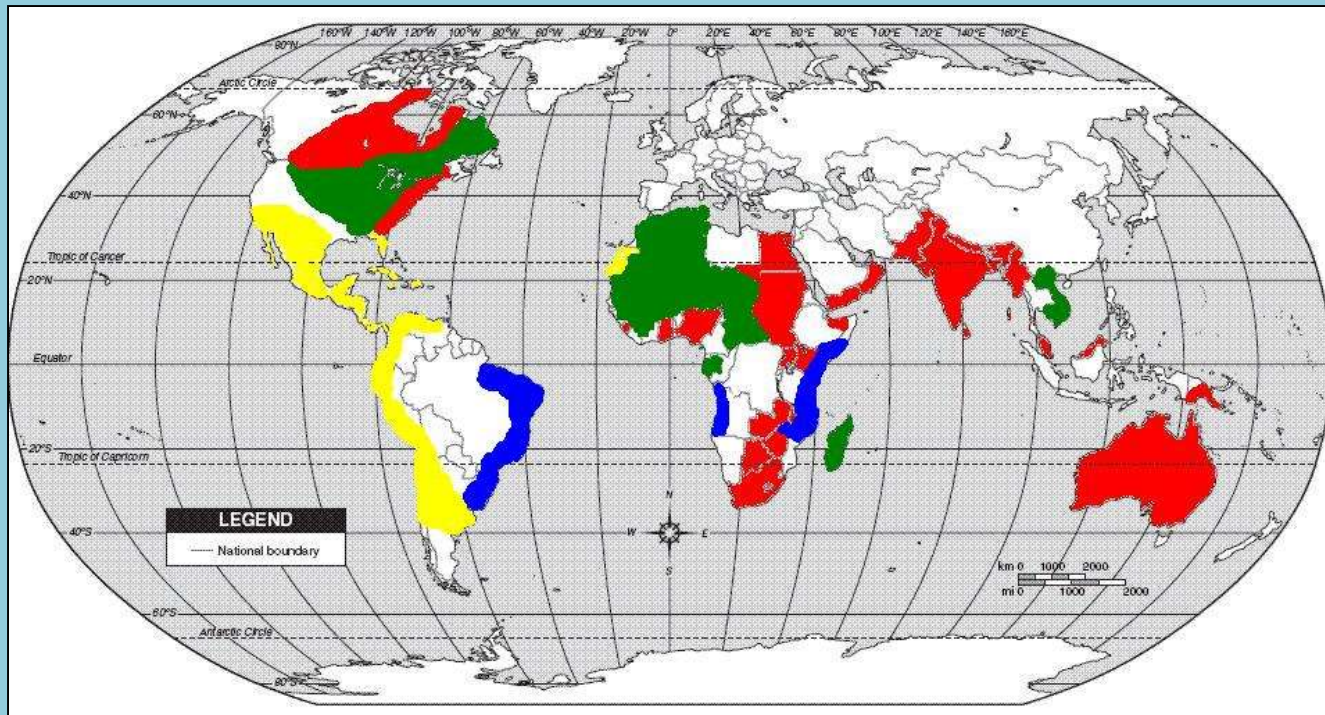 160°W 140°W 120°W 100°W 80°W 60°W 40°W 20°W 0° 20°E 40°E 60°E 80°E 100°E 120°E 140°E 160°E
80°N
Arctic Circle
60°N
40°N
Tropic of Cancer
20°N
Equator
20°S
Tropic of Capricorn
LEGEND
National boundary
40°S
N
W E
S
km 0 1000 2000
mi 0 1000 2000
60°S
Antarctic Circle
80°S